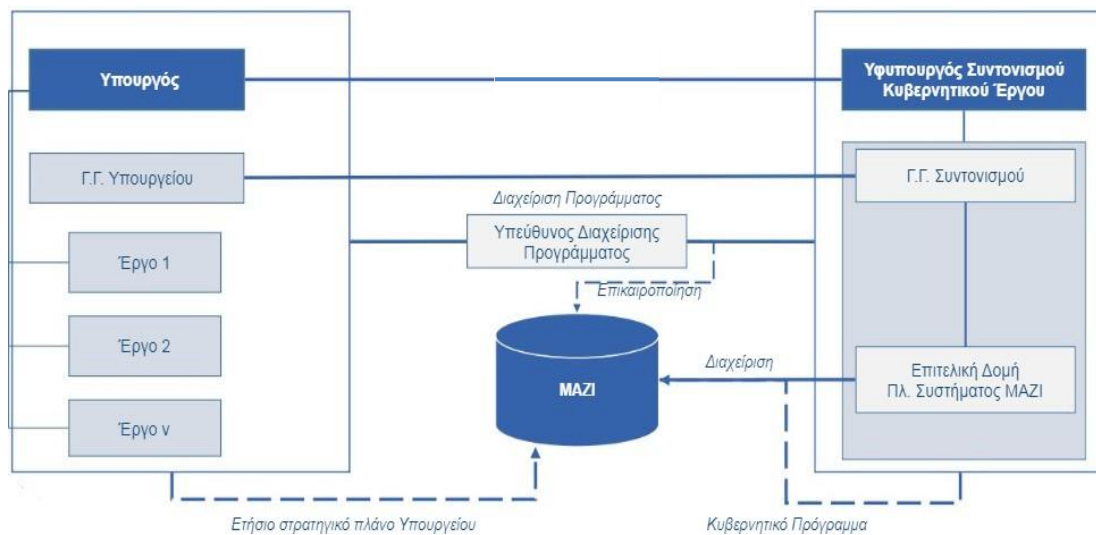 Υπουργός
Υφυπουργός Συντονισμού
Κυβερνητικού Έργου
Γ.Γ. Υπουργείου
Γ.Γ. Συντονισμού
Διαχείριση Προγράμματος
Υπεύθυνος Διαχείρισης
Προγράμματος
Έργο 1
Επικαιροποίηση
Έργο 2
Διαχείριση
Επιτελική Δομή
Πλ. Συστήματος ΜΑΖΙ
ΜΑΖΙ
Έργο ν
Ετήσιο στρατηγικό πλάνο Υπουργείου
Κυβερνητικό Πρόγραμμα